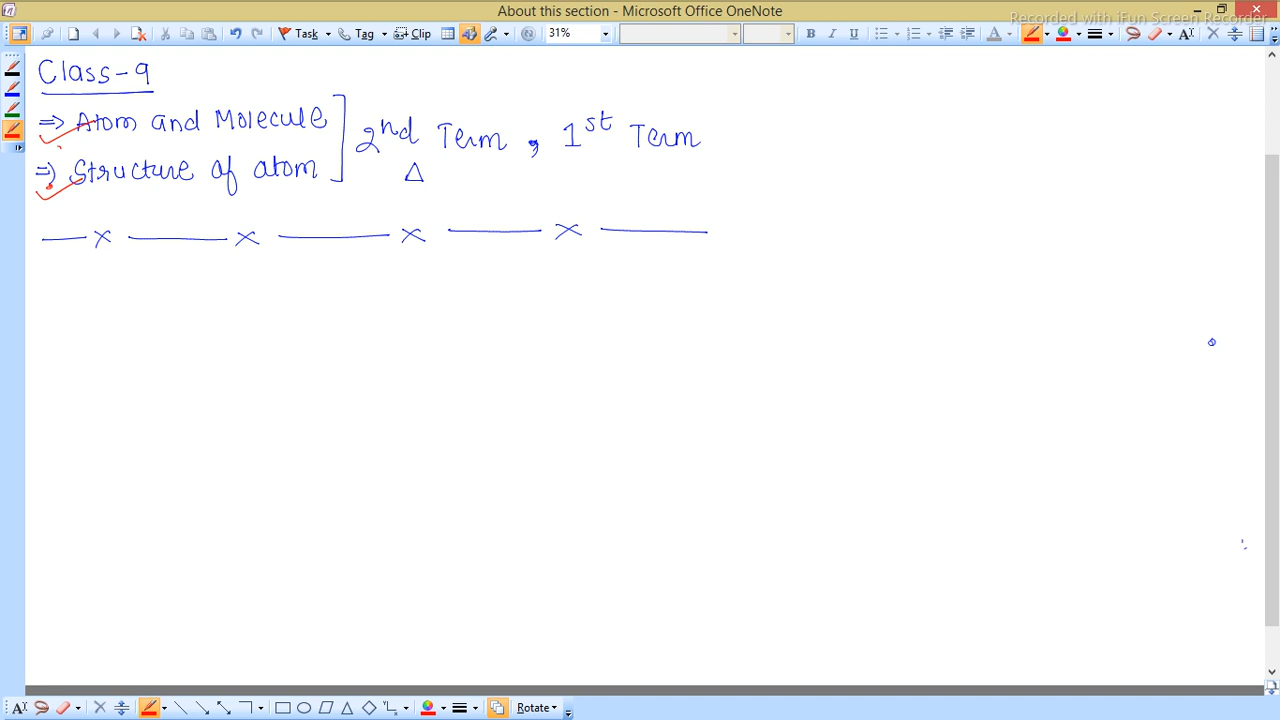 About this section - Microsoft Office OneNote
Recorded with iFun Screen Recorder
Task Tag Clip 31% B I U A
Class-9
⇒ Atom and Molecule ] 2nd Term , 1st Term
⇒ Structure of atom Δ
— x — x — x — x —
Rotate